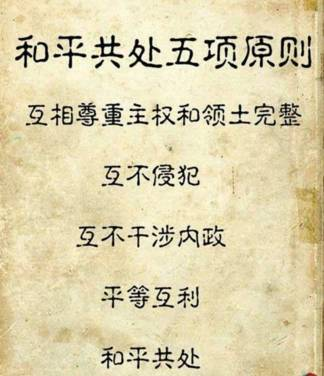 和平共处五项原则
互相尊重主权和领土完整
互不侵犯
互不干涉内政
平等互利
和平共处